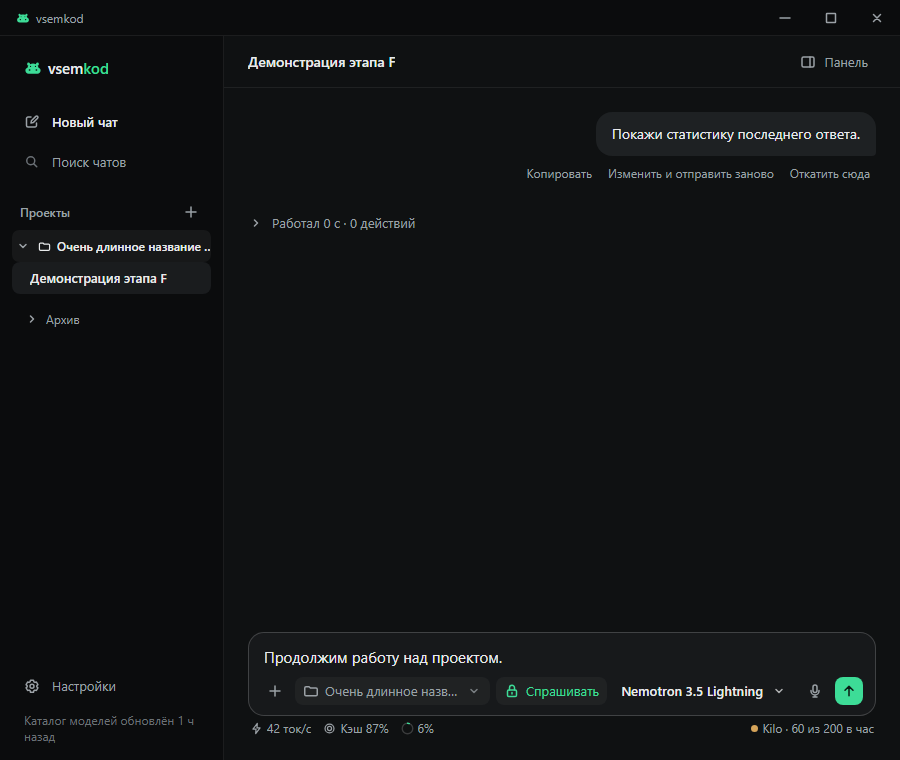 vsemkod
vsemkod
Новый чат
Поиск чатов
Проекты
Очень длинное название ..
Демонстрация этапа F
Архив
Настройки
Каталог моделей обновлён 1 ч
назад
Демонстрация этапа F
Панель
Покажи статистику последнего ответа.
Копировать Изменить и отправить заново Откатить сюда
Работал 0 с · 0 действий
Продолжим работу над проектом.
Очень длинное назв... Спрашивать Nemotron 3.5 Lightning
42 ток/с Кэш 87% 6% Kilo · 60 из 200 в час